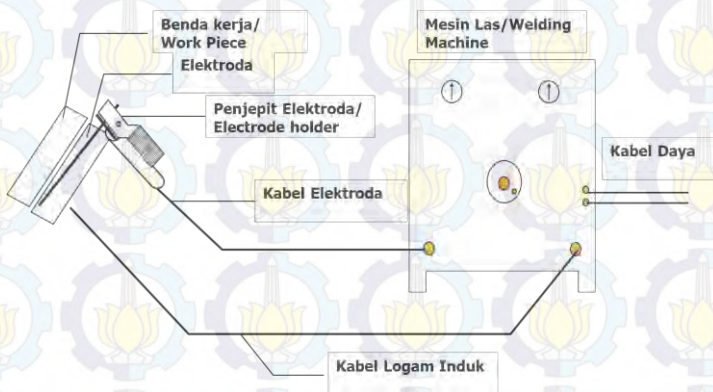 Benda kerja/
Work Piece
Elektroda
Penjepit Elektroda/
Electrode holder
Kabel Elektroda
Mesin Las/Welding
Machine
Kabel Daya
Kabel Logam Induk